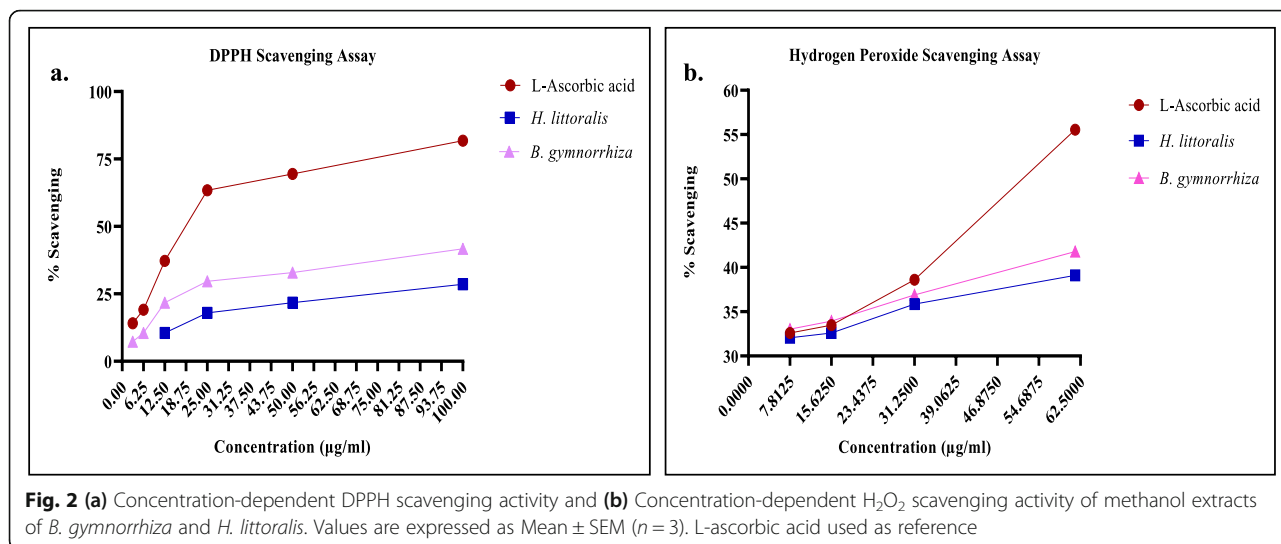 DPPH Scavenging Assay
a.
L-Ascorbic acid
H. littoralis
B. gymnorrhiza
% Scavenging
100
75
50
25
0
0.00
6.25
12.50
18.75
25.00
31.25
37.50
43.75
50.00
56.25
62.50
68.75
75.00
81.25
87.50
93.75
100.00
Concentration (µg/ml)
Hydrogen Peroxide Scavenging Assay
b.
L-Ascorbic acid
H. littoralis
B. gymnorrhiza
% Scavenging
60
55
50
45
40
35
30
0.0000
7.8125
15.6250
23.4375
31.2500
39.0625
46.8750
54.6875
62.5000
Concentration (µg/ml)
Fig. 2 (a) Concentration-dependent DPPH scavenging activity and (b) Concentration-dependent H₂O₂ scavenging activity of methanol extracts
of B. gymnorrhiza and H. littoralis. Values are expressed as Mean ± SEM (n = 3). L-ascorbic acid used as reference